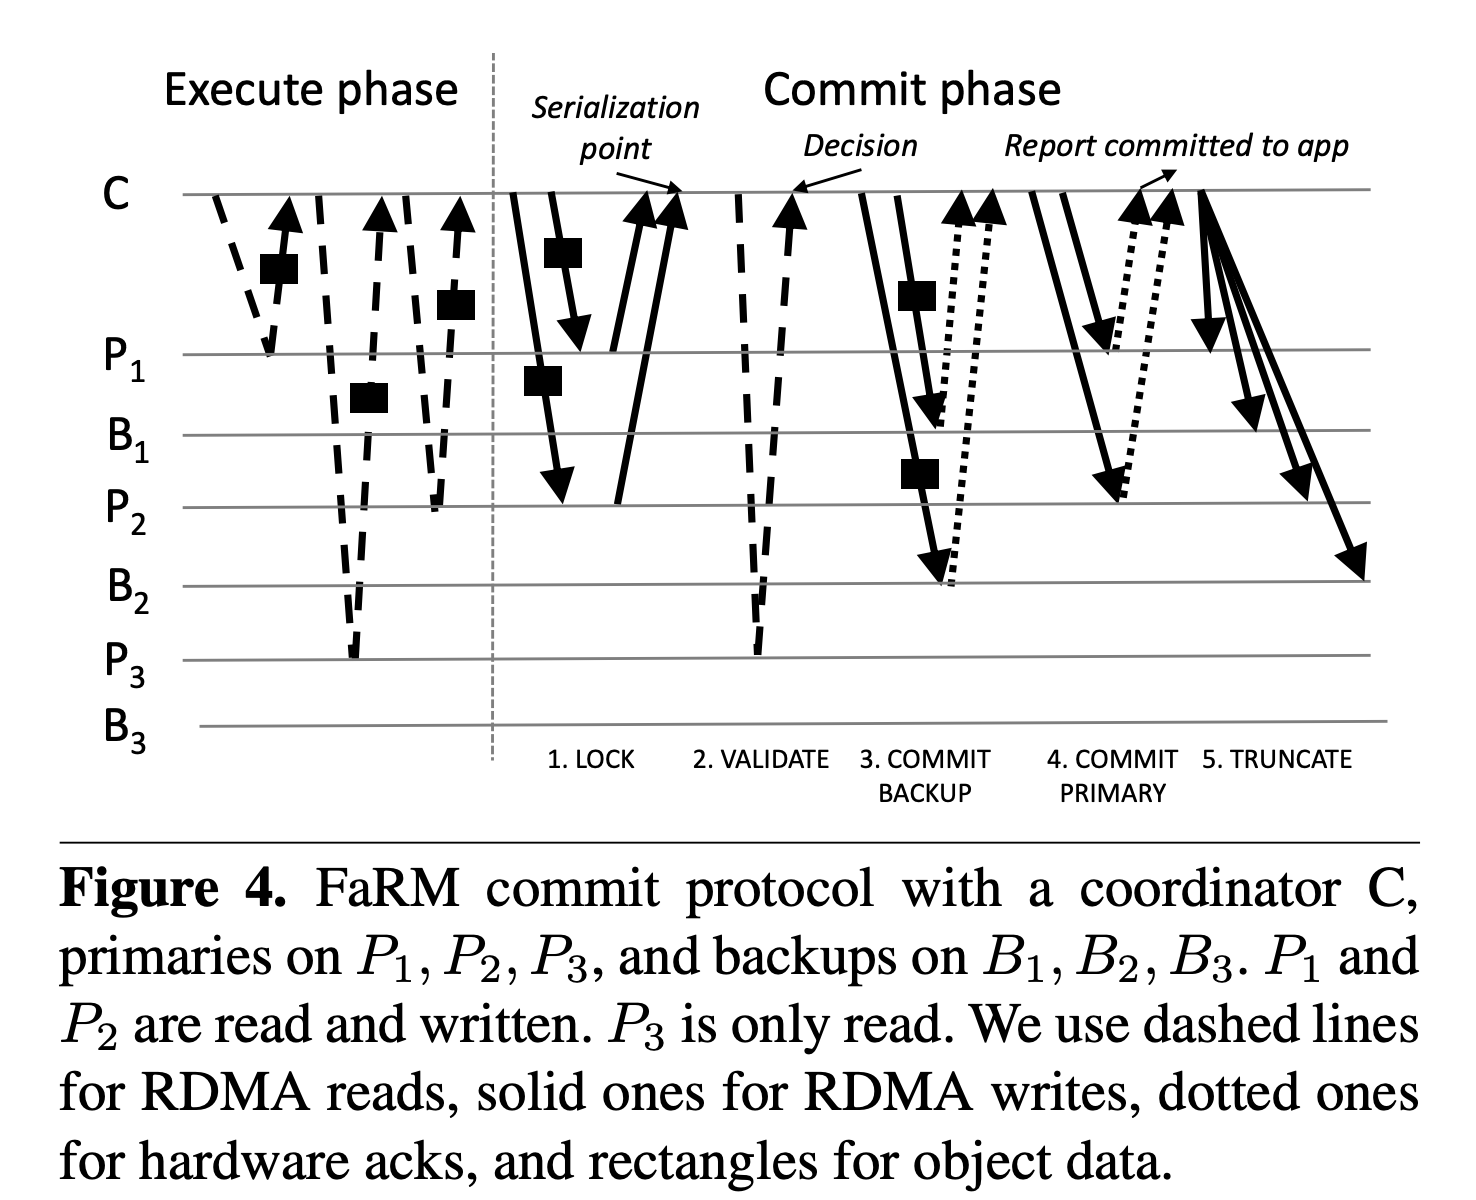 Execute phase
Commit phase
Serialization
point
Decision
Report committed to app
C
P1
B1
P2
B2
P3
B3
1. LOCK
2. VALIDATE
3. COMMIT
BACKUP
4. COMMIT
PRIMARY
5. TRUNCATE
Figure 4. FaRM commit protocol with a coordinator C,
primaries on P1, P2, P3, and backups on B1, B2, B3. P1 and
P2 are read and written. P3 is only read. We use dashed lines
for RDMA reads, solid ones for RDMA writes, dotted ones
for hardware acks, and rectangles for object data.